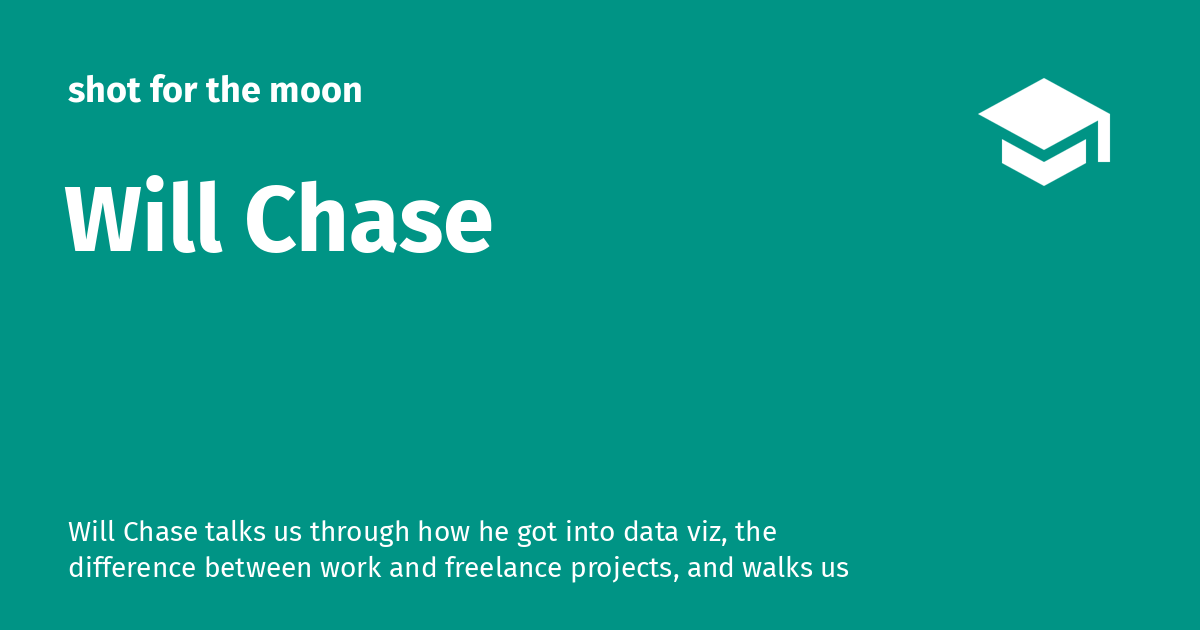 shot for the moon
Will Chase
Will Chase talks us through how he got into data viz, the
difference between work and freelance projects, and walks us